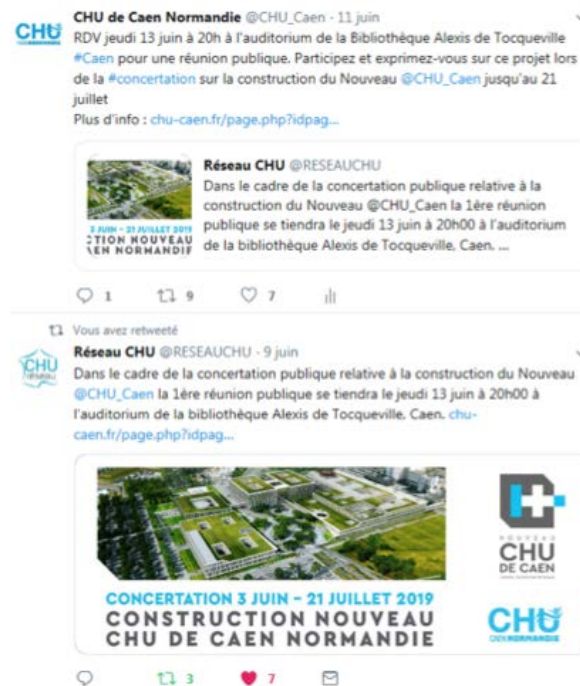 CHU
CHU de Caen Normandie @CHU_Caen · 11 juin
RDV jeudi 13 juin à 20h à l'auditorium de la Bibliothèque Alexis de Tocqueville
#Caen pour une réunion publique. Participez et exprimez-vous sur ce projet lors
de la #concertation sur la construction du Nouveau @CHU_Caen jusqu'au 21
juillet
Plus d'info : chu-caen.fr/page.php?idpag...
Réseau CHU @RESEAUCHU
Dans le cadre de la concertation publique relative à la
construction du Nouveau @CHU_Caen la 1ère réunion
publique se tiendra le jeudi 13 juin à 20h00 à l'auditorium
de la bibliothèque Alexis de Tocqueville, Caen. ...
3 JUIN - 21 JUILLET 2019
CTION NOUVEAU
AEN NORMANDIE
1 9 7
Vous avez retweeté
CHU
RÉSEAU
Réseau CHU @RESEAUCHU · 9 juin
Dans le cadre de la concertation publique relative à la construction du Nouveau
@CHU_Caen la 1ère réunion publique se tiendra le jeudi 13 juin à 20h00 à
l'auditorium de la bibliothèque Alexis de Tocqueville, Caen. chu-
caen.fr/page.php?idpag...
CONCERTATION 3 JUIN - 21 JUILLET 2019
CONSTRUCTION NOUVEAU
CHU DE CAEN NORMANDIE
NOUVEAU
CHU
DE CAEN
CHU
CAEN NORMANDIE
3 7